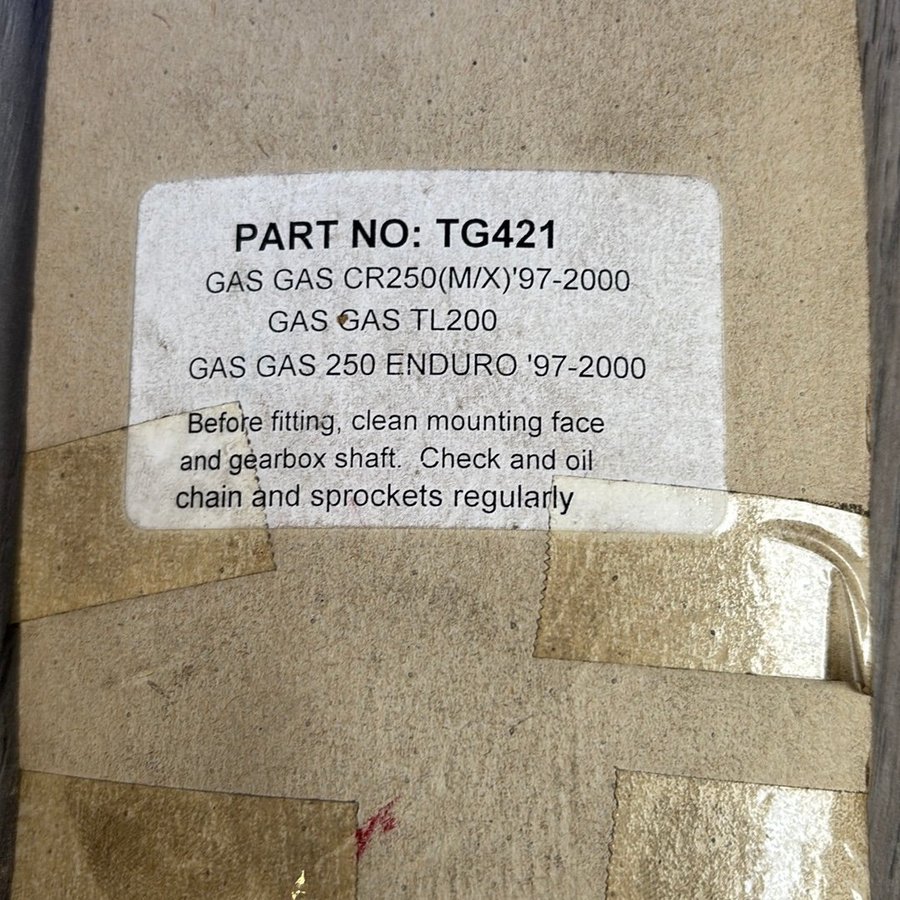 PART NO: TG421
GAS GAS CR250(M/X)'97-2000
GAS GAS TL200
GAS GAS 250 ENDURO '97-2000
Before fitting, clean mounting face
and gearbox shaft. Check and oil
chain and sprockets regularly